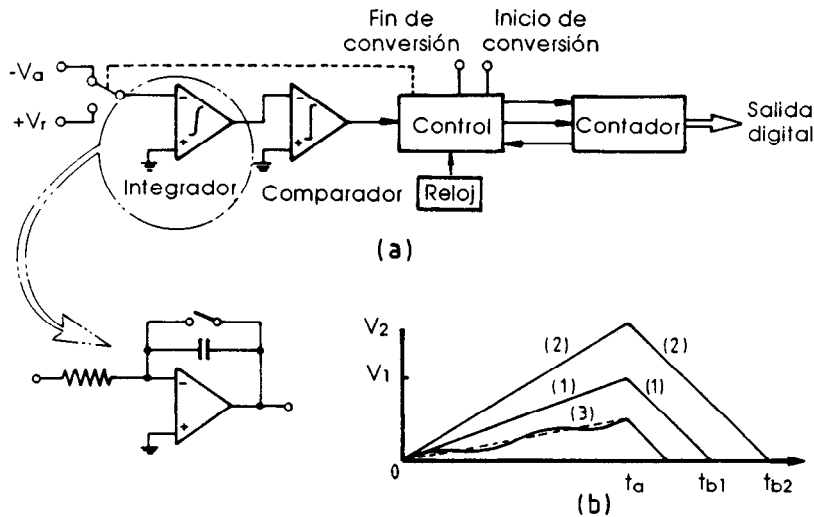 Fin de conversión
Inicio de conversión
-Va
+Vr
-
+
-
+
Integrador
Comparador
Control
Reloj
Contador
Salida digital
(a)
-
+
V2
V1
0
(2)
(2)
(1)
(1)
(3)
ta
tb1
tb2
(b)